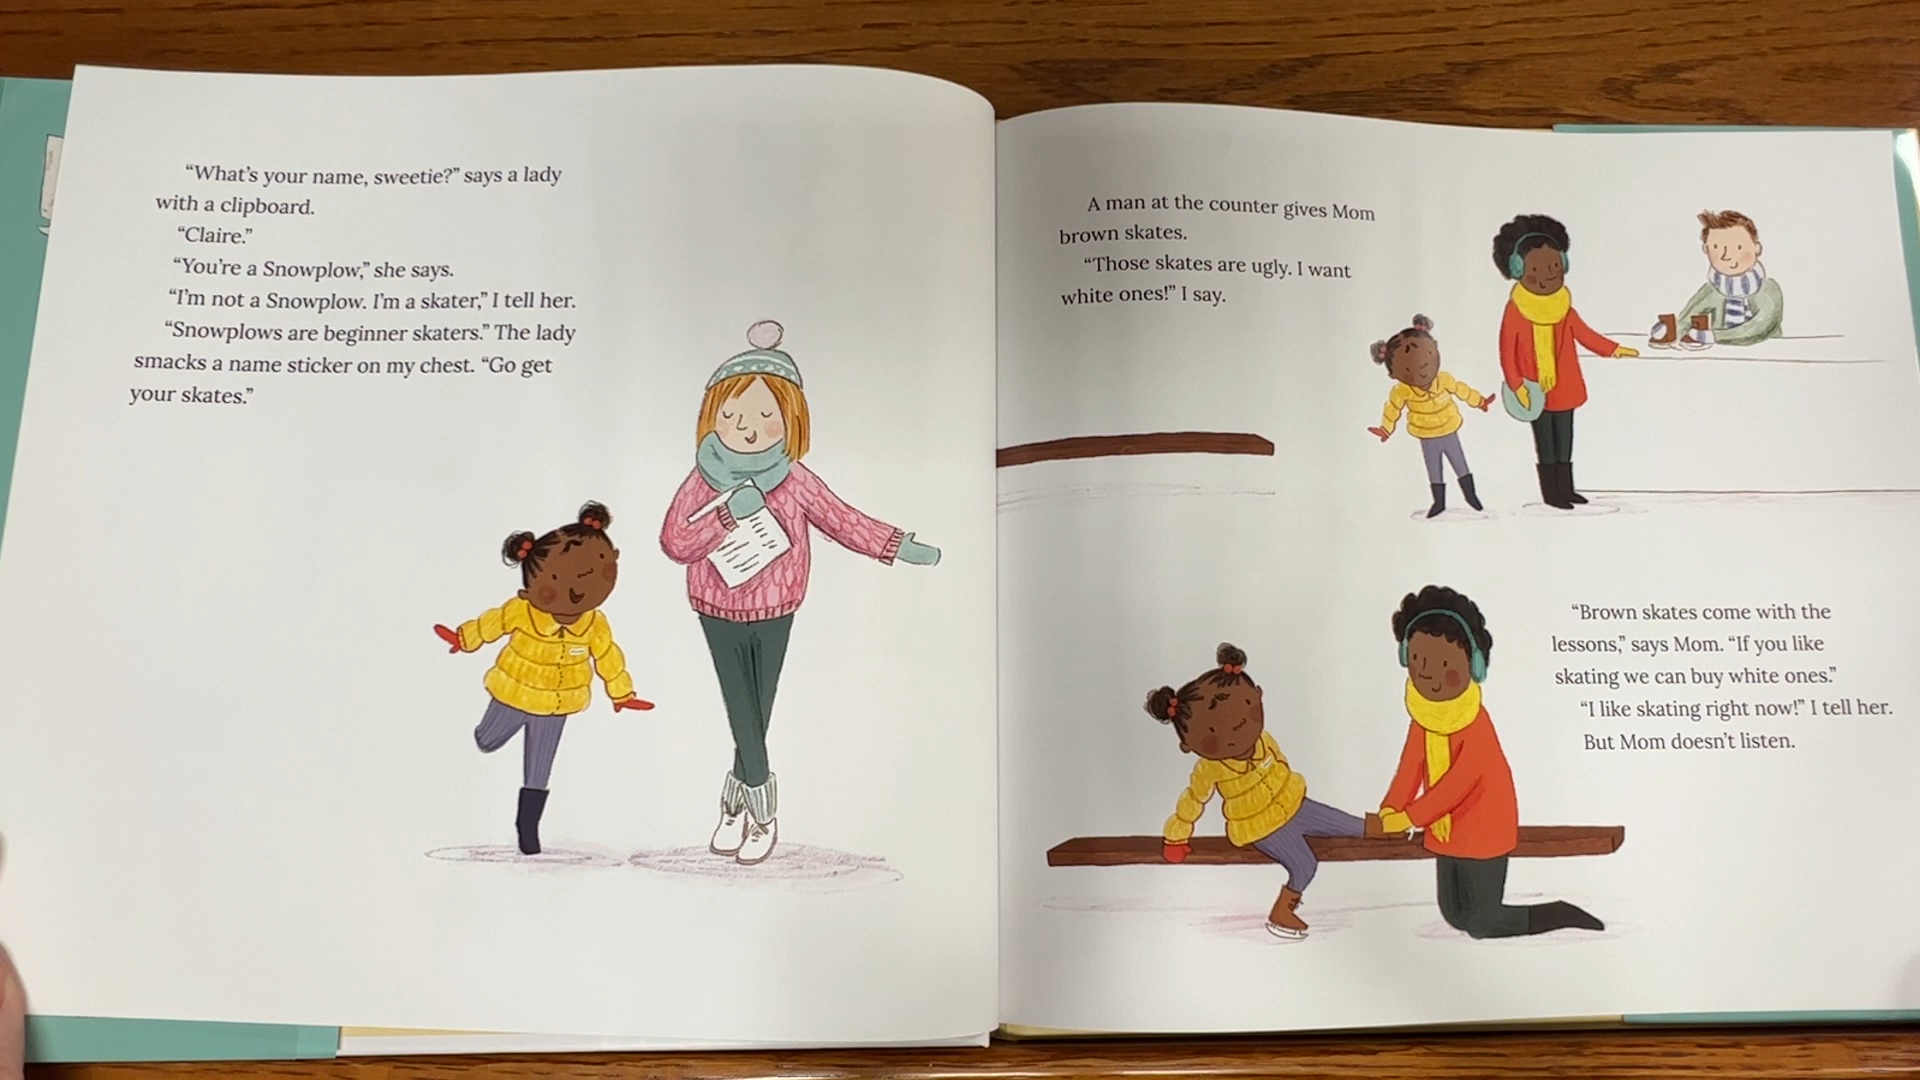 “What’s your name, sweetie?” says a lady
with a clipboard.
“Claire.”
“You’re a Snowplow,” she says.
“I’m not a Snowplow. I’m a skater,” I tell her.
“Snowplows are beginner skaters.” The lady
smacks a name sticker on my chest. “Go get
your skates.”
A man at the counter gives Mom
brown skates.
“Those skates are ugly. I want
white ones!” I say.
“Brown skates come with the
lessons,” says Mom. “If you like
skating we can buy white ones.”
“I like skating right now!” I tell her.
But Mom doesn’t listen.